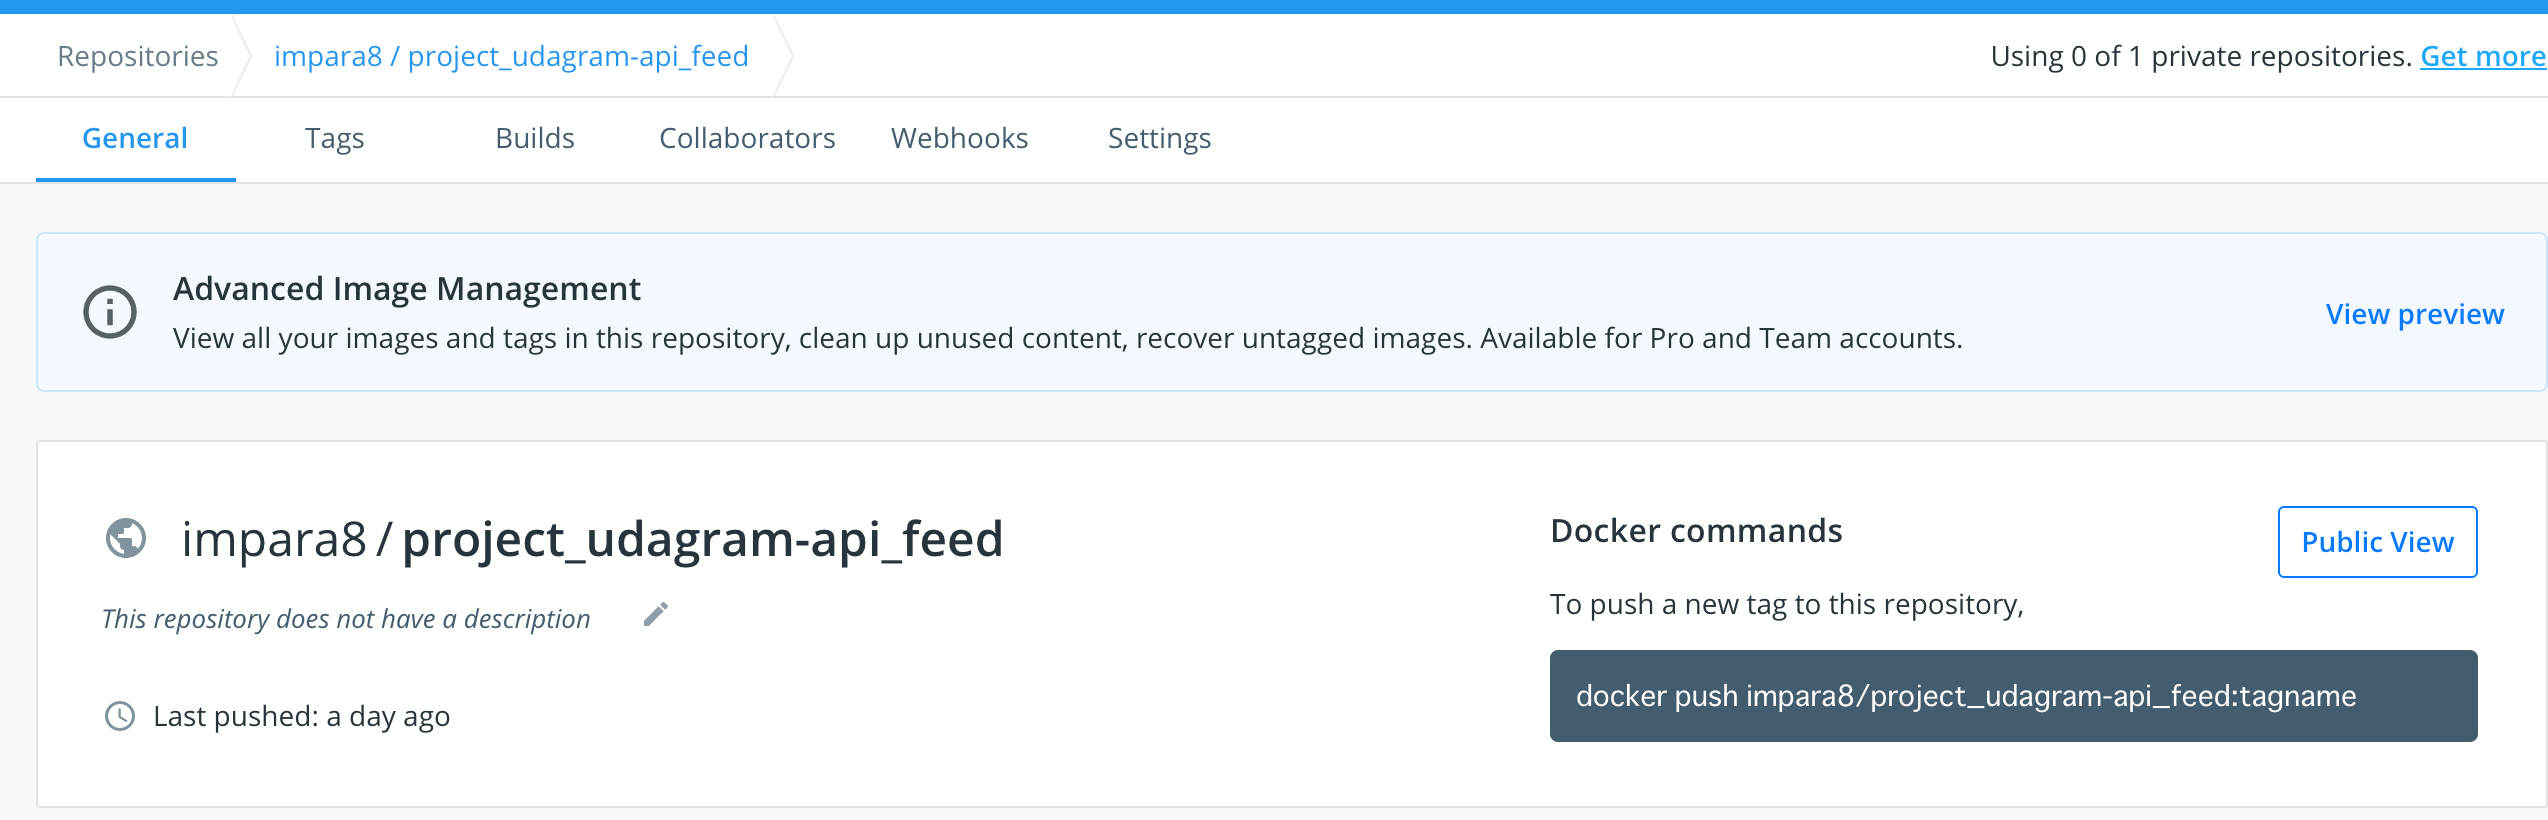 Repositories impara8 / project_udagram-api_feed Using 0 of 1 private repositories. Get more
General Tags Builds Collaborators Webhooks Settings
Advanced Image Management
View all your images and tags in this repository, clean up unused content, recover untagged images. Available for Pro and Team accounts.
View preview
impara8 / project_udagram-api_feed
This repository does not have a description
Last pushed: a day ago
Docker commands
Public View
To push a new tag to this repository,
docker push impara8/project_udagram-api_feed:tagname